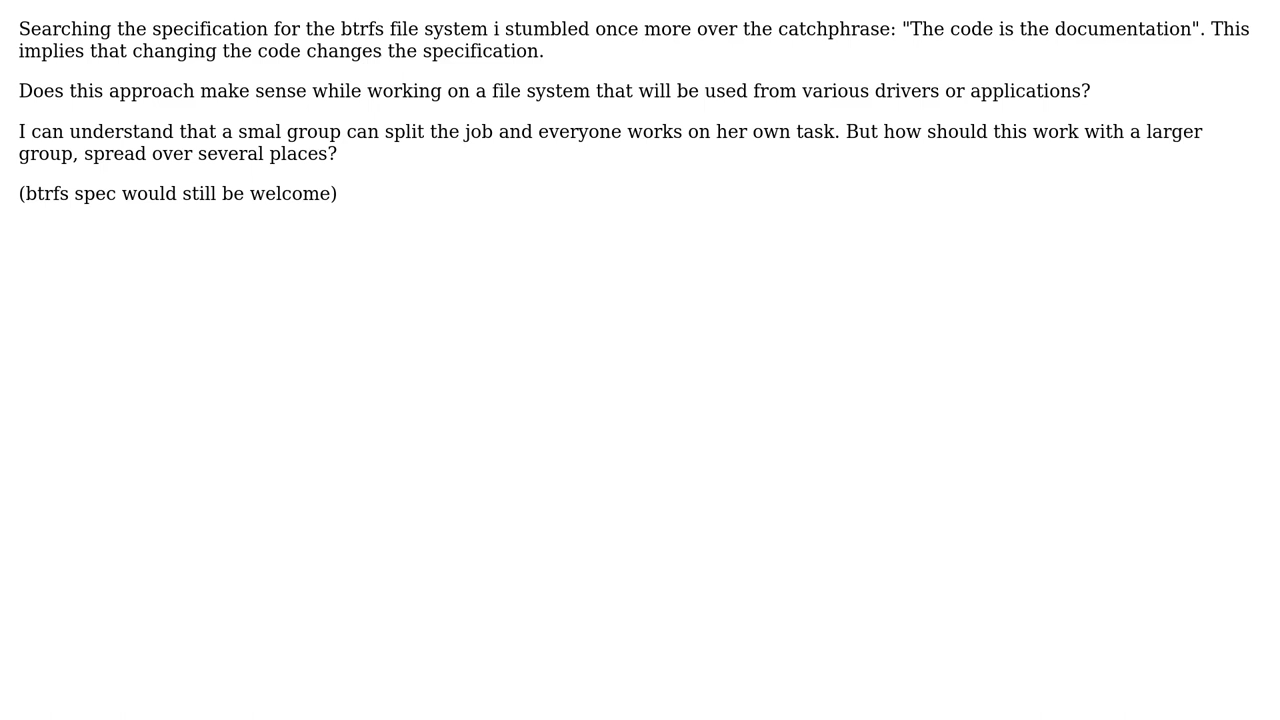 Searching the specification for the btrfs file system i stumbled once more over the catchphrase: "The code is the documentation". This
implies that changing the code changes the specification.
Does this approach make sense while working on a file system that will be used from various drivers or applications?
I can understand that a smal group can split the job and everyone works on her own task. But how should this work with a larger
group, spread over several places?
(btrfs spec would still be welcome)